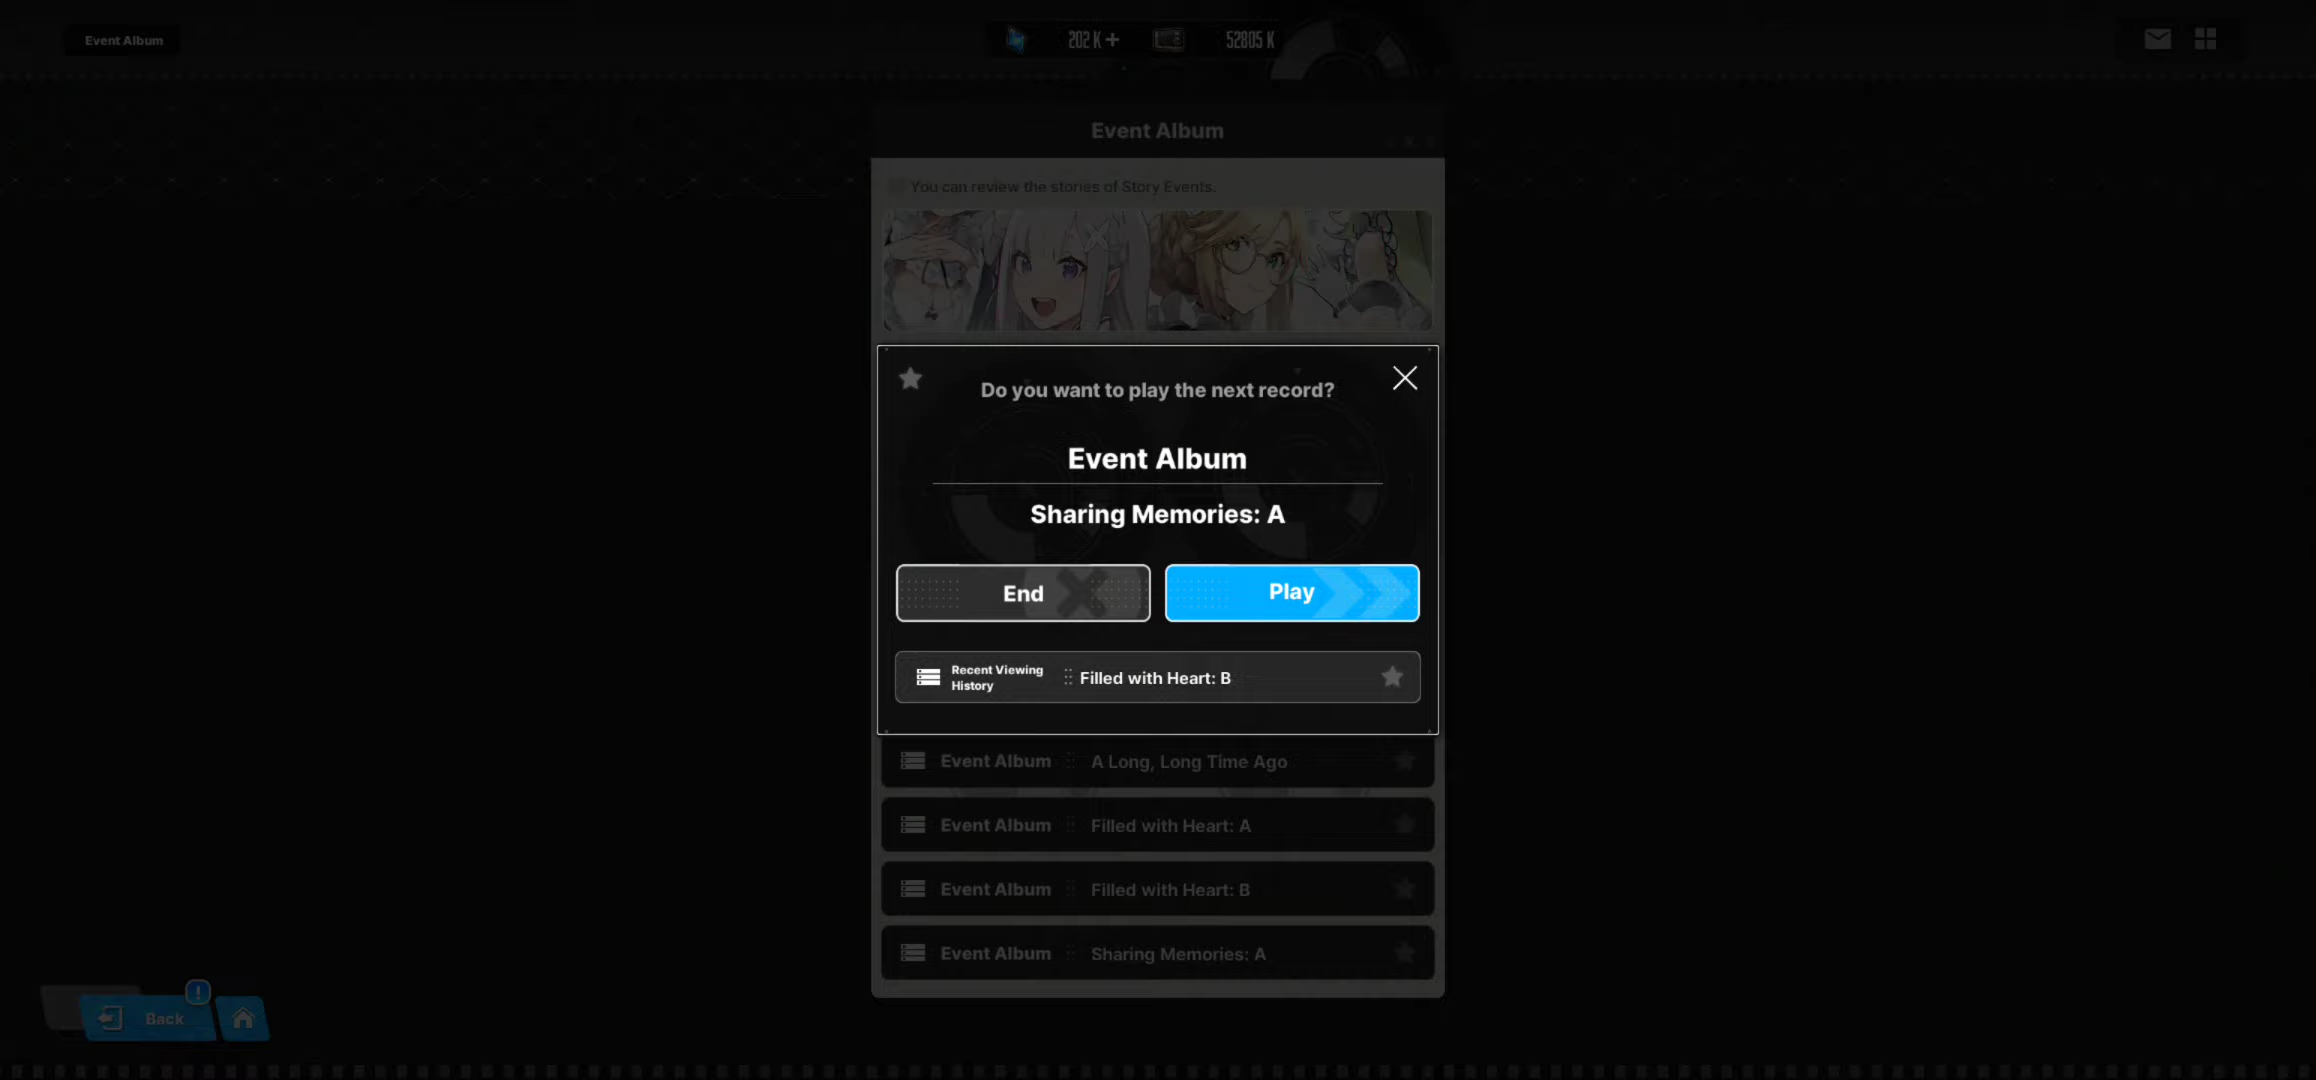 Event Album
202 K +
52805 K
Event Album
You can review the stories of Story Events.
Do you want to play the next record?
Event Album
Sharing Memories: A
End
Play
Recent Viewing
History
Filled with Heart: B
Event Album
A Long, Long Time Ago
Event Album
Filled with Heart: A
Event Album
Filled with Heart: B
Event Album
Sharing Memories: A
!
Back